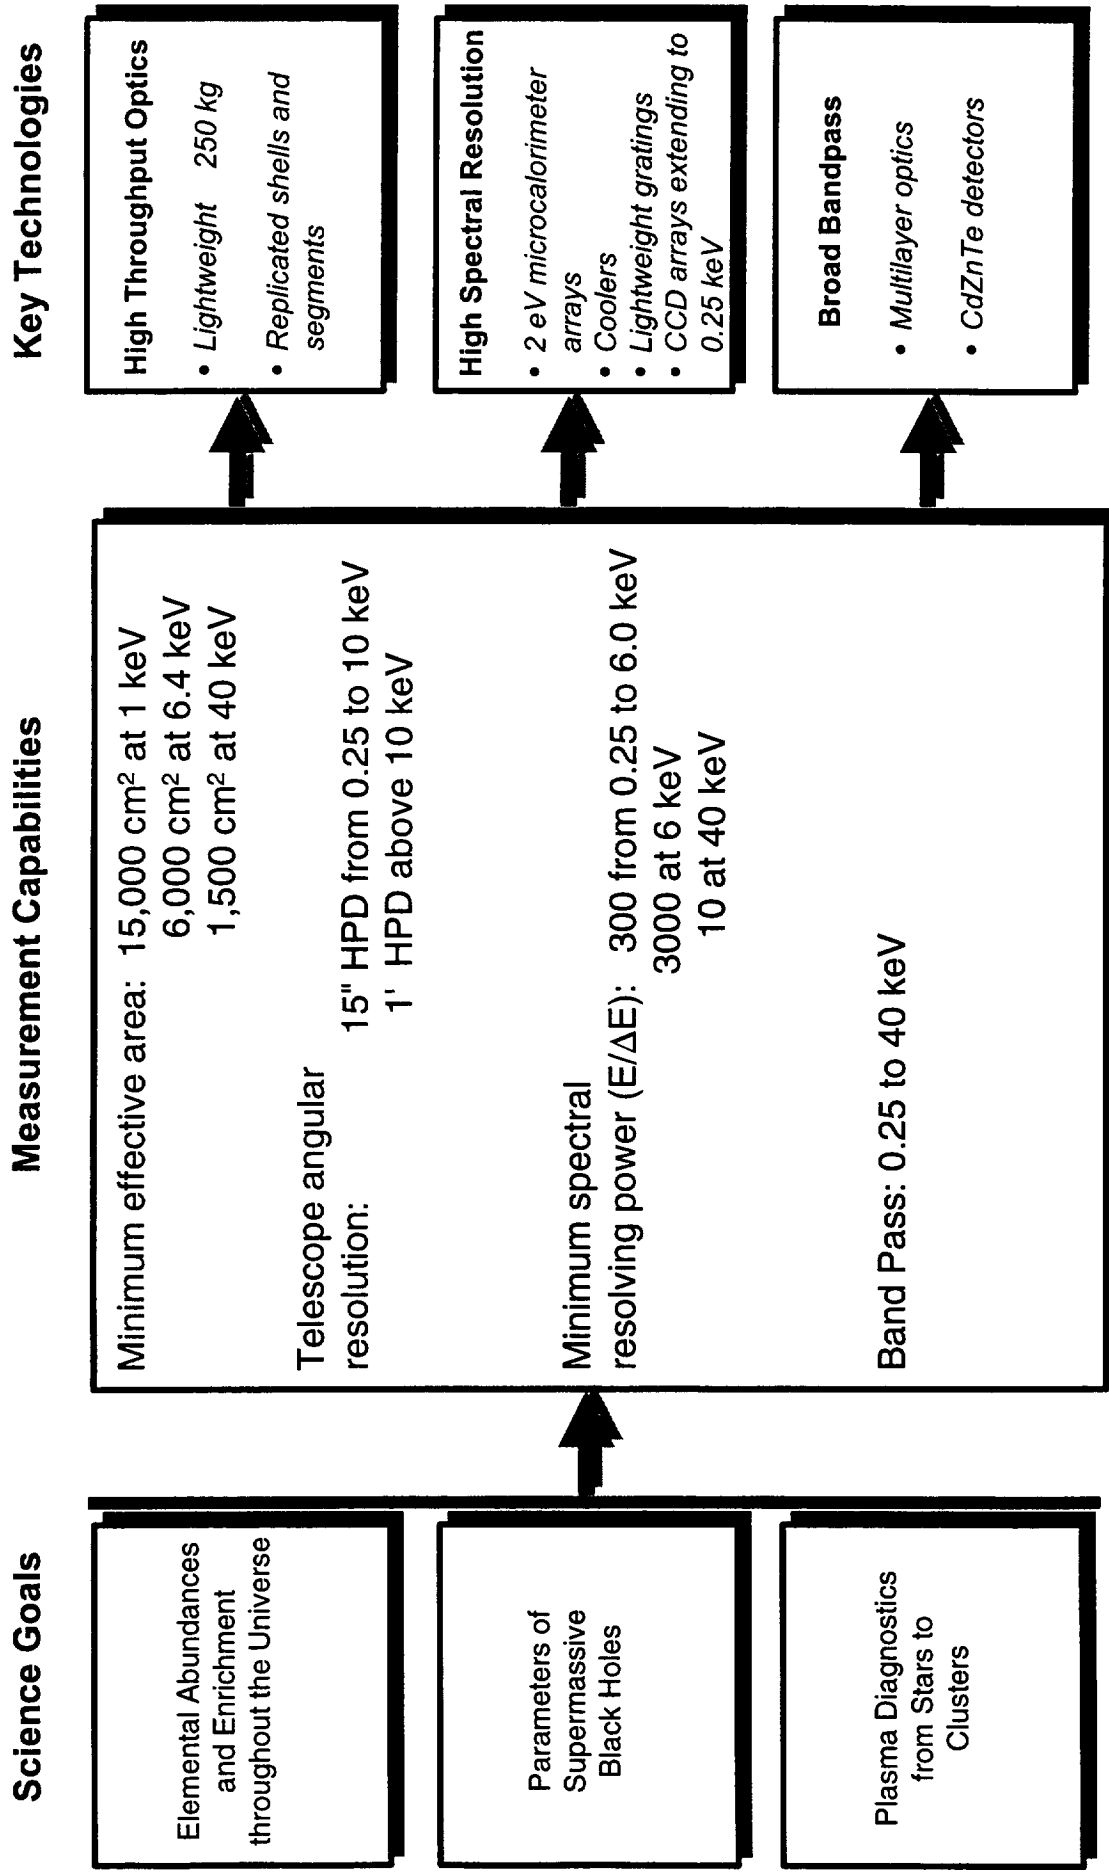 Science Goals
Elemental Abundances
and Enrichment
throughout the Universe
Parameters of
Supermassive
Black Holes
Plasma Diagnostics
from Stars to
Clusters
Measurement Capabilities
Minimum effective area: 15,000 cm² at 1 keV
6,000 cm² at 6.4 keV
1,500 cm² at 40 keV
Telescope angular
resolution:
15" HPD from 0.25 to 10 keV
1' HPD above 10 keV
Minimum spectral
resolving power (E/ΔE): 300 from 0.25 to 6.0 keV
3000 at 6 keV
10 at 40 keV
Band Pass: 0.25 to 40 keV
Key Technologies
High Throughput Optics
• Lightweight 250 kg
• Replicated shells and
segments
High Spectral Resolution
• 2 eV microcalorimeter
arrays
• Coolers
• Lightweight gratings
• CCD arrays extending to
0.25 keV
Broad Bandpass
• Multilayer optics
• CdZnTe detectors